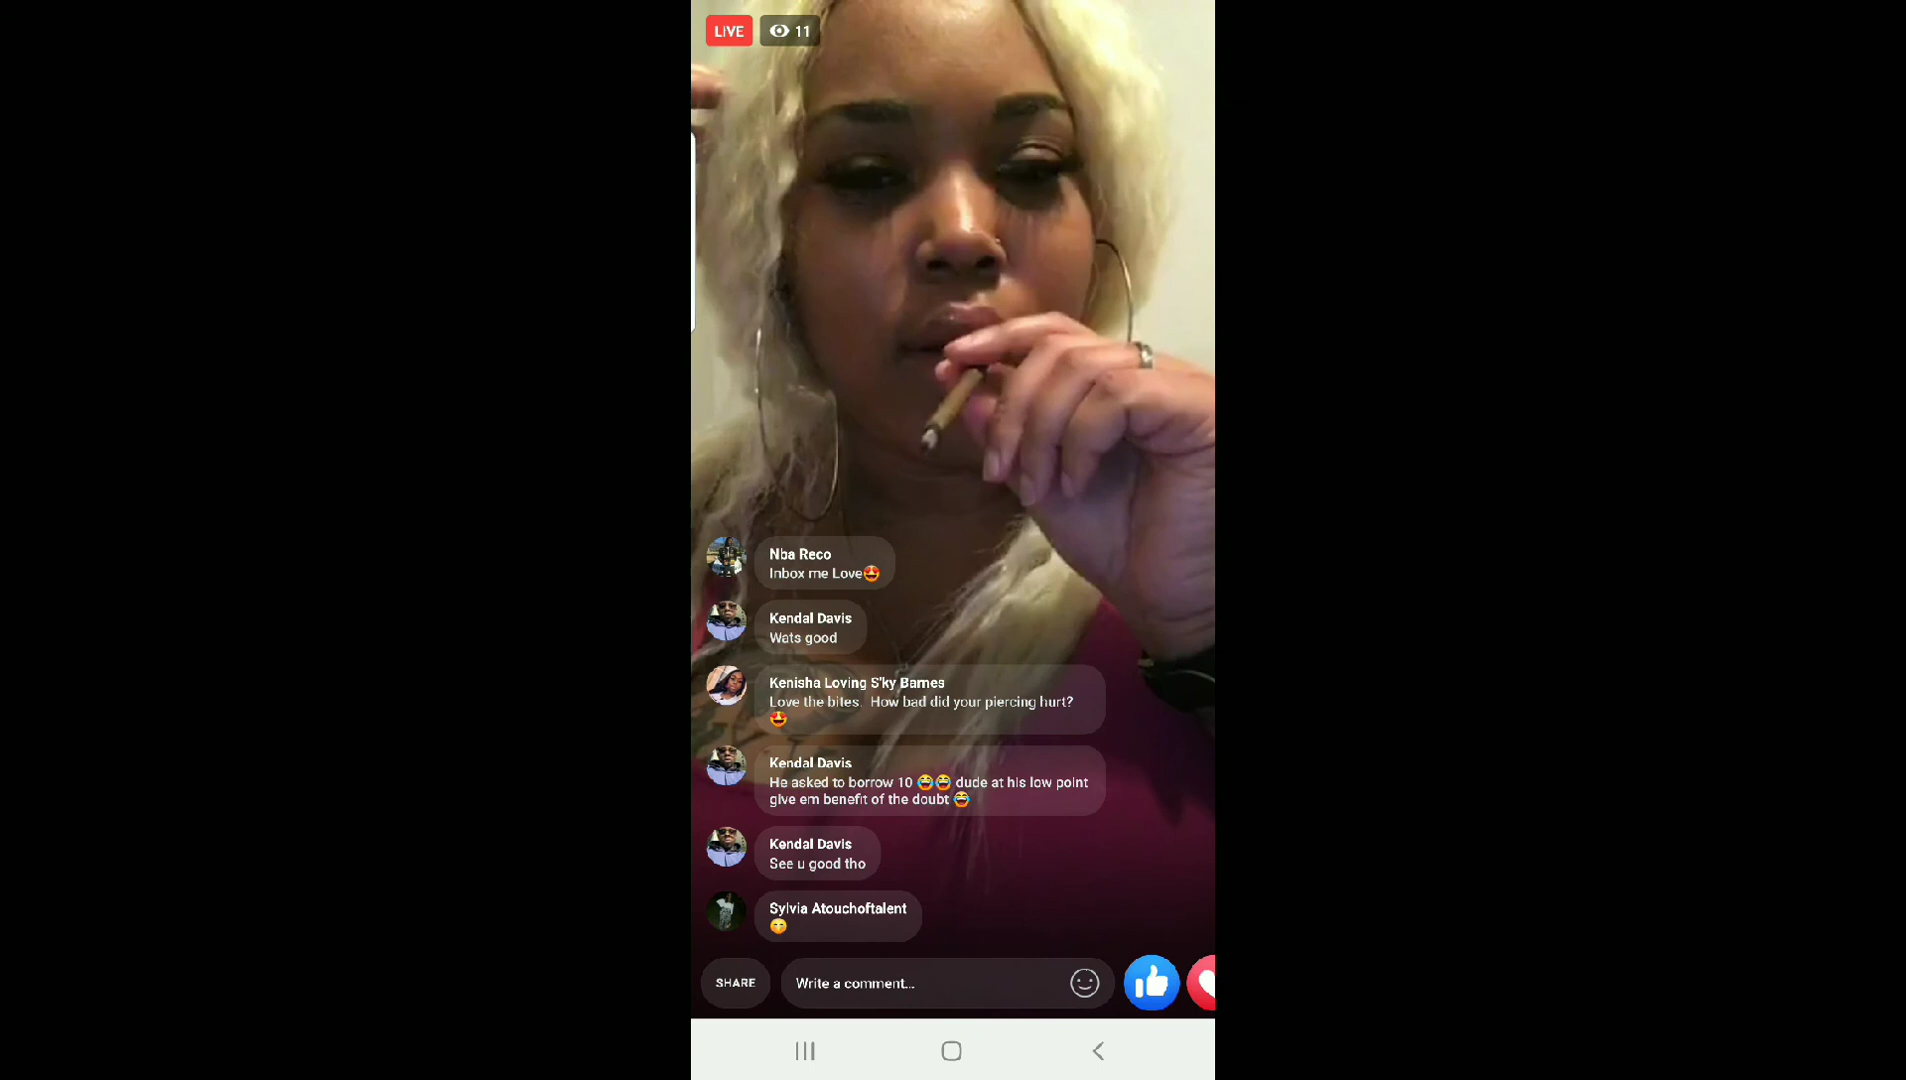 LIVE 11
Nba Reco
Inbox me Love🤩
Kendal Davis
Wats good
Kenisha Loving S'ky Barnes
Love the bites. How bad did your piercing hurt?
🤩
Kendal Davis
He asked to borrow 10 😂😂 dude at his low point
give em benefit of the doubt 😂
Kendal Davis
See u good tho
Sylvia Atouchoftalent
😁
SHARE Write a comment...